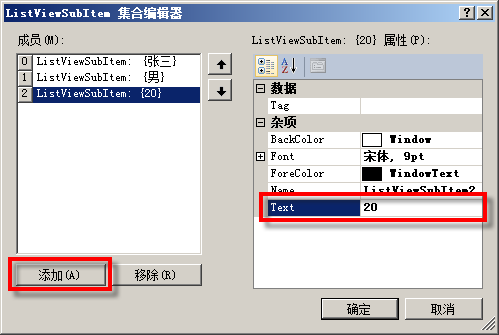 ListViewSubItem 集合编辑器
成员(M):
0 ListViewSubItem: {张三}
1 ListViewSubItem: {男}
2 ListViewSubItem: {20}
添加(A)
移除(R)
ListViewSubItem: {20} 属性(P):
数据
Tag
杂项
BackColor Window
Font 宋体, 9pt
ForeColor WindowText
Name ListViewSubItem2
Text 20
确定
取消